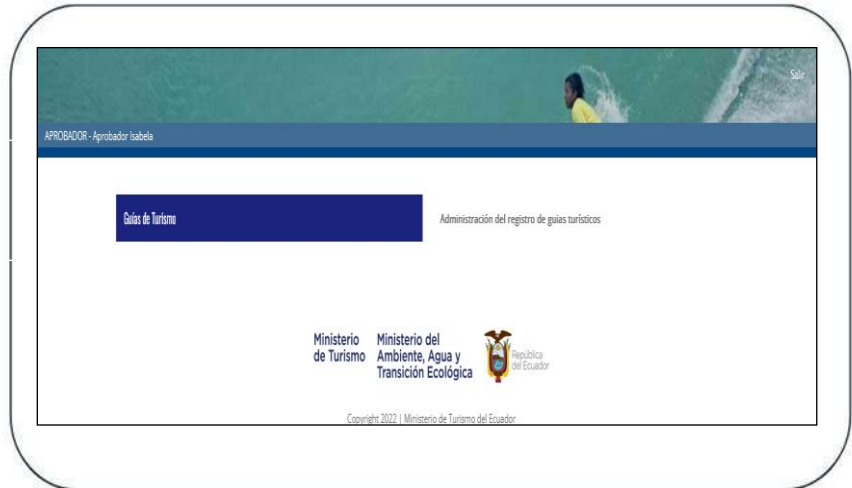 Salir
APROBADOR - Aprobador Isabela
Guías de Turismo
Administración del registro de guias turísticos
Ministerio
de Turismo
Ministerio del
Ambiente, Agua y
Transición Ecológica
República
del Ecuador
Copyright 2022 | Ministerio de Turismo del Ecuador